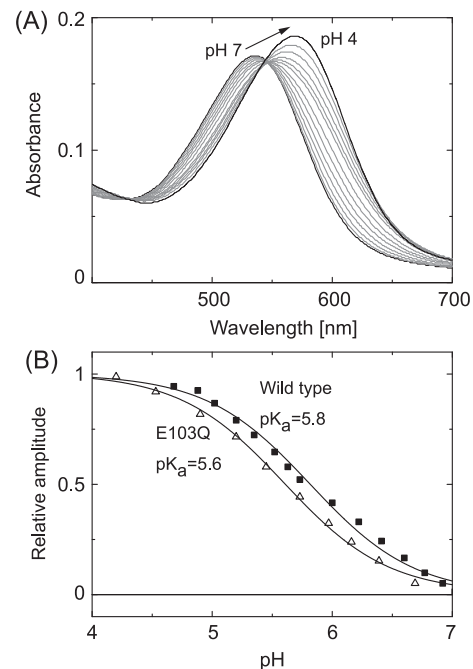 (A)
pH 7
pH 4
0.2
0.1
0
Absorbance
500
600
700
Wavelength [nm]
(B)
1
0.5
0
Relative amplitude
Wild type
pKa=5.8
E103Q
pKa=5.6
4
5
6
7
pH